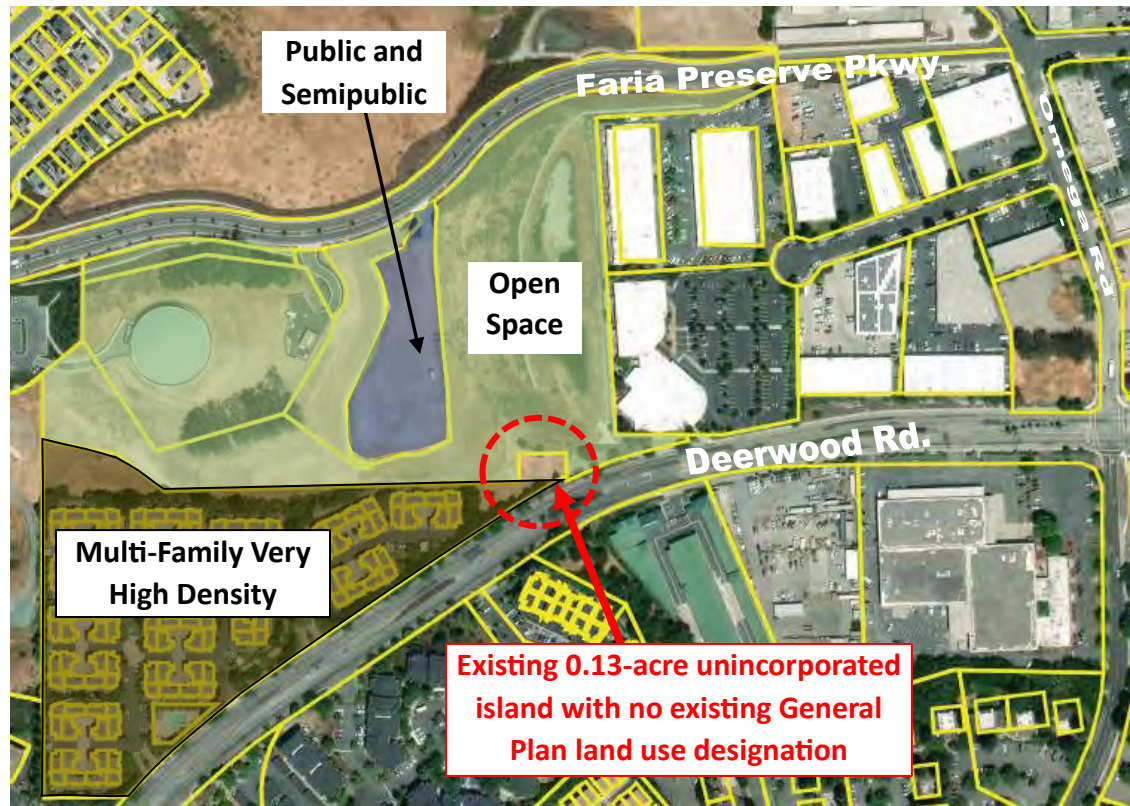 Public and
Semipublic
Faria Preserve Pkwy.
Omega Rd
Open
Space
Deerwood Rd.
Multi-Family Very
High Density
Existing 0.13-acre unincorporated
island with no existing General
Plan land use designation